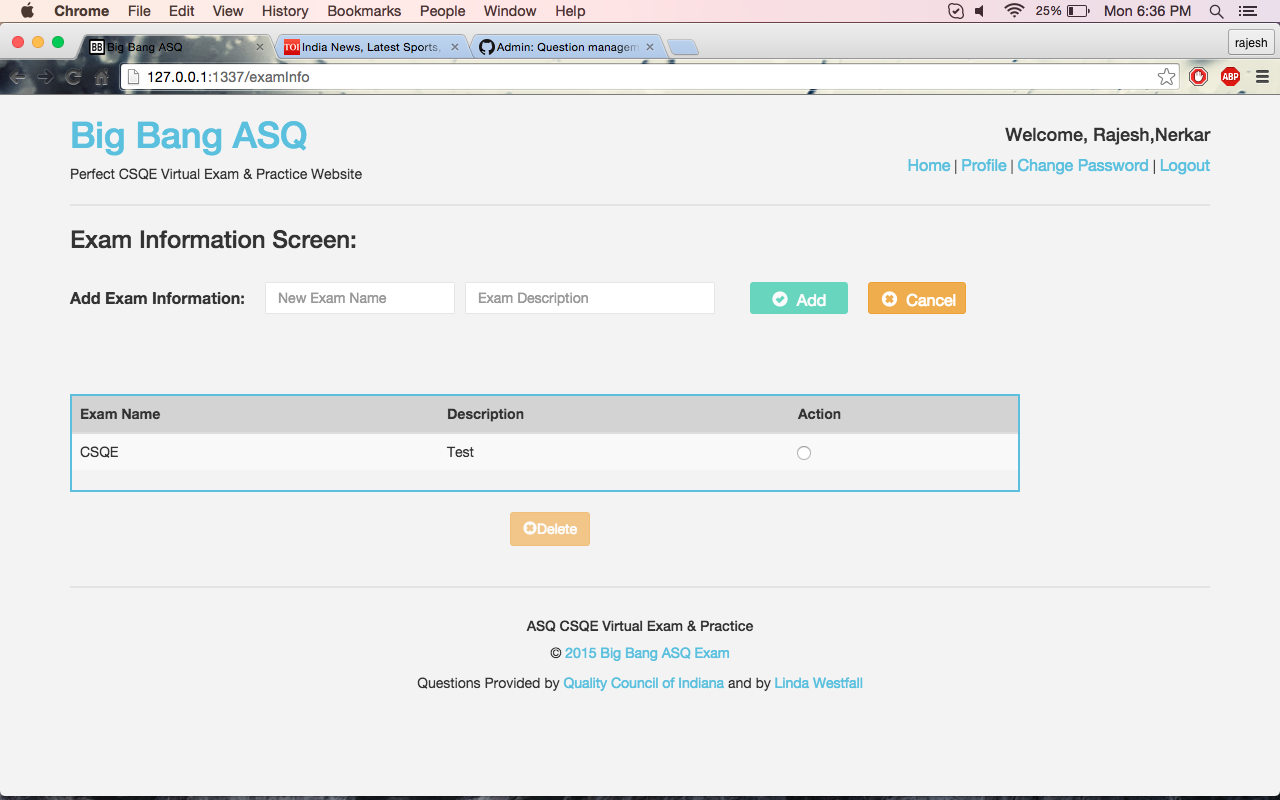 Chrome File Edit View History Bookmarks People Window Help 25% Mon 6:36 PM
BB Big Bang ASQ TOI India News, Latest Sports, Admin: Question managem rajesh
127.0.0.1:1337/examInfo ABP
Big Bang ASQ
Welcome, Rajesh,Nerkar
Perfect CSQE Virtual Exam & Practice Website
Home | Profile | Change Password | Logout
Exam Information Screen:
Add Exam Information: New Exam Name Exam Description Add Cancel
Exam Name Description Action
CSQE Test
Delete
ASQ CSQE Virtual Exam & Practice
© 2015 Big Bang ASQ Exam
Questions Provided by Quality Council of Indiana and by Linda Westfall